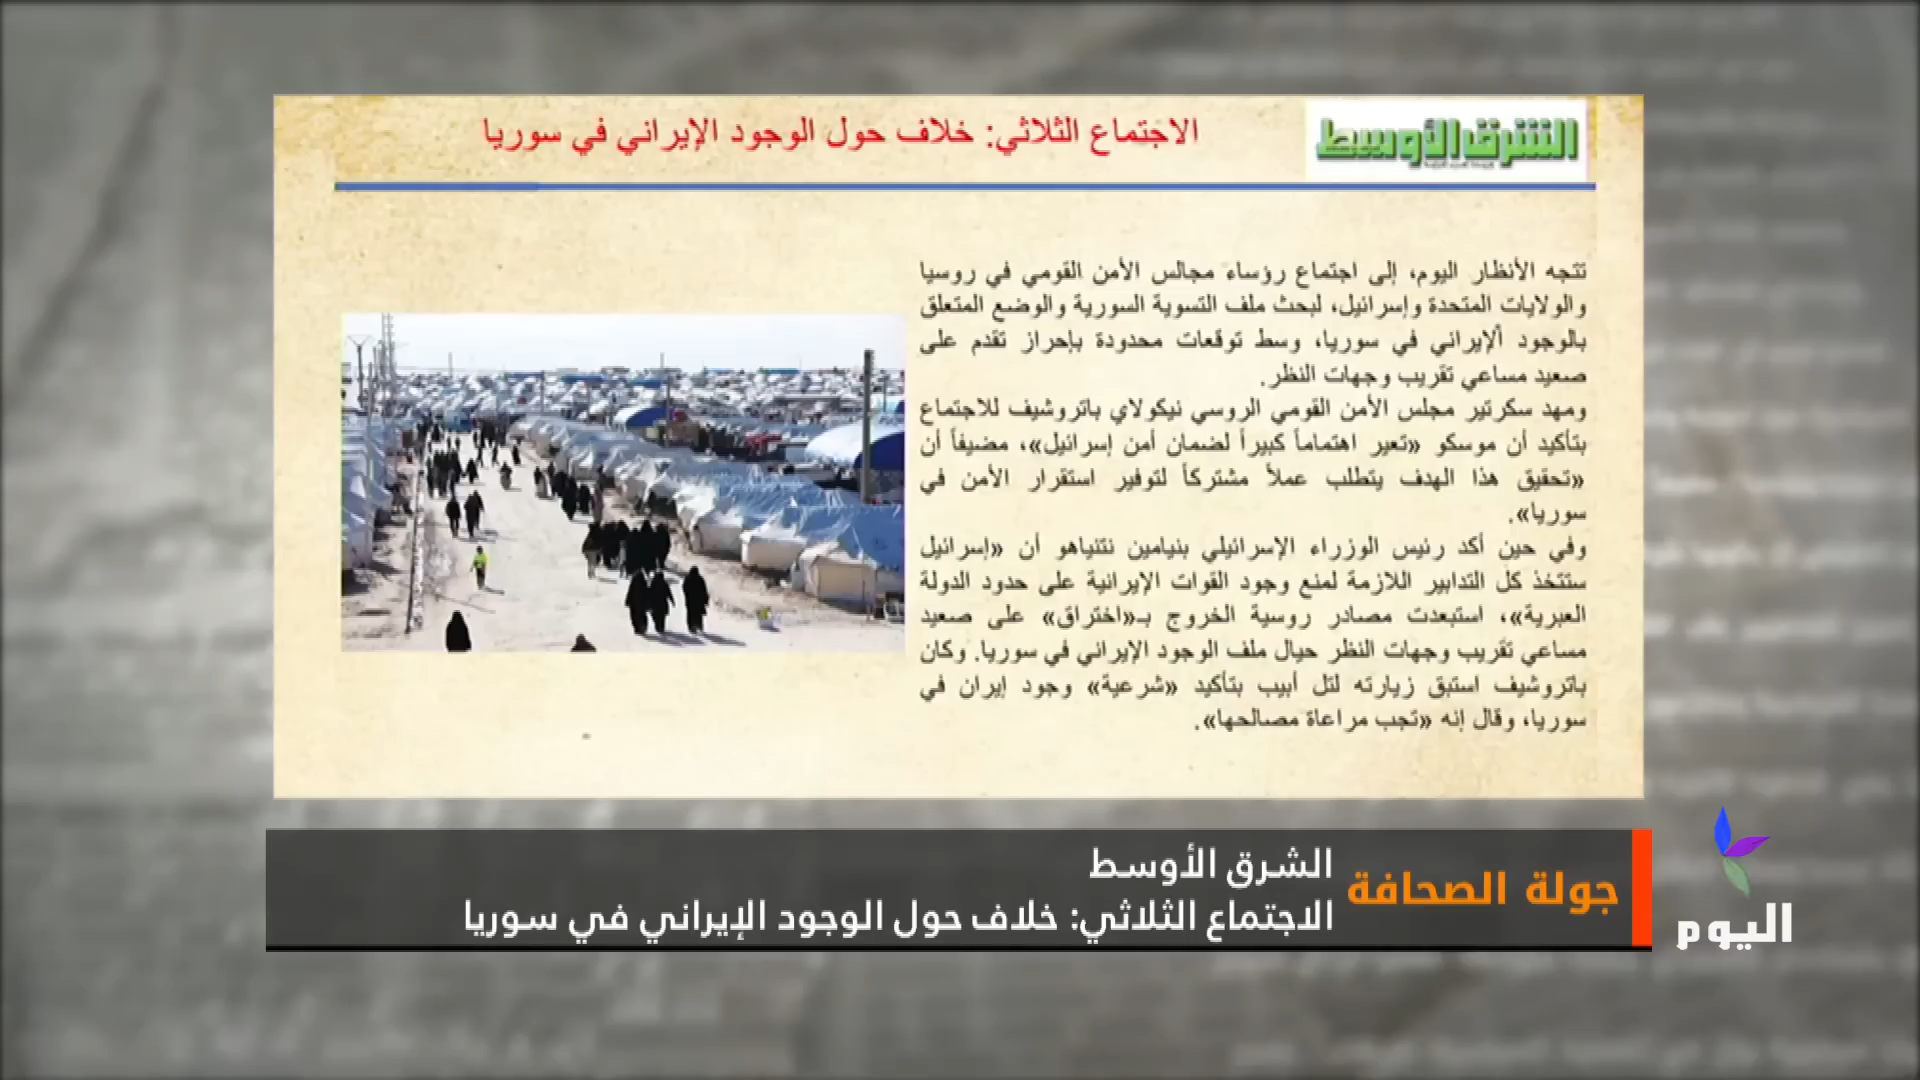 الشرق الأوسط
الاجتماع الثلاثي: خلاف حول الوجود الإيراني في سوريا
تتجه الأنظار اليوم، إلى اجتماع رؤساء مجالس الأمن القومي في روسيا
والولايات المتحدة وإسرائيل، لبحث ملف التسوية السورية والوضع المتعلق
بالوجود الإيراني في سوريا، وسط توقعات محدودة بإحراز تقدم على
صعيد مساعي تقريب وجهات النظر.
ومهد سكرتير مجلس الأمن القومي الروسي نيكولاي باتروشيف للاجتماع
بتأكيد أن موسكو «تعير اهتماماً كبيراً لضمان أمن إسرائيل»، مضيفاً أن
«تحقيق هذا الهدف يتطلب عملاً مشتركاً لتوفير استقرار الأمن في
سوريا».
وفي حين أكد رئيس الوزراء الإسرائيلي بنيامين نتنياهو أن «إسرائيل
ستتخذ كل التدابير اللازمة لمنع وجود القوات الإيرانية على حدود الدولة
العبرية»، استبعدت مصادر روسية الخروج بـ«اختراق» على صعيد
مساعي تقريب وجهات النظر حيال ملف الوجود الإيراني في سوريا. وكان
باتروشيف استبق زيارته لتل أبيب بتأكيد «شرعية» وجود إيران في
سوريا، وقال إنه «تجب مراعاة مصالحها».
جولة الصحافة
الشرق الأوسط
الاجتماع الثلاثي: خلاف حول الوجود الإيراني في سوريا
اليوم